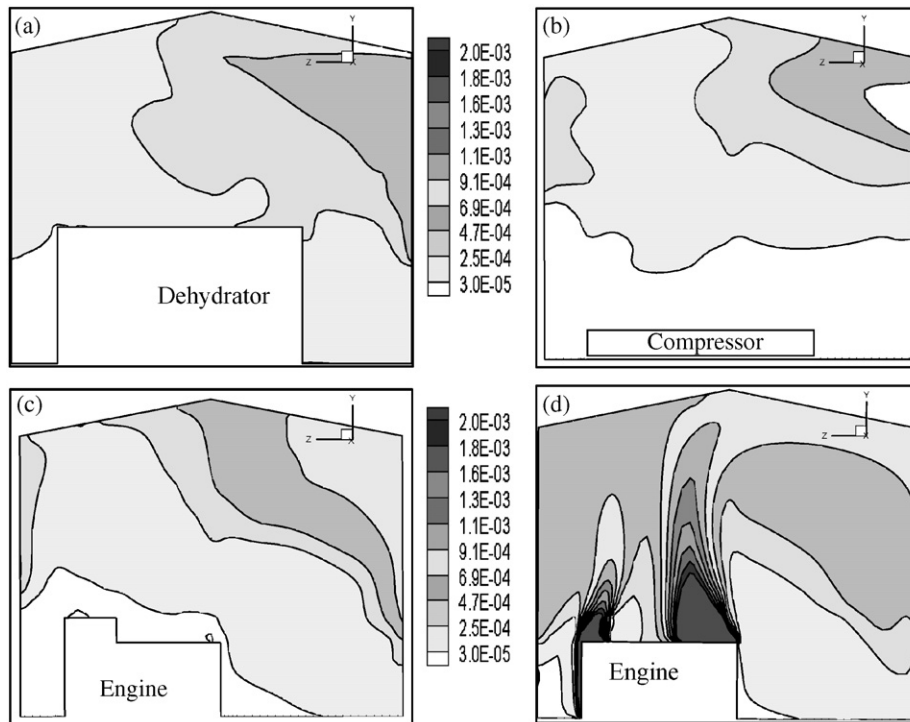 (a)
Y
Z
X
2.0E-03
1.8E-03
1.6E-03
1.3E-03
1.1E-03
9.1E-04
6.9E-04
4.7E-04
2.5E-04
3.0E-05
Dehydrator
(b)
Y
Z
X
Compressor
(c)
Y
Z
X
2.0E-03
1.8E-03
1.6E-03
1.3E-03
1.1E-03
9.1E-04
6.9E-04
4.7E-04
2.5E-04
3.0E-05
Engine
(d)
Y
Z
X
Engine